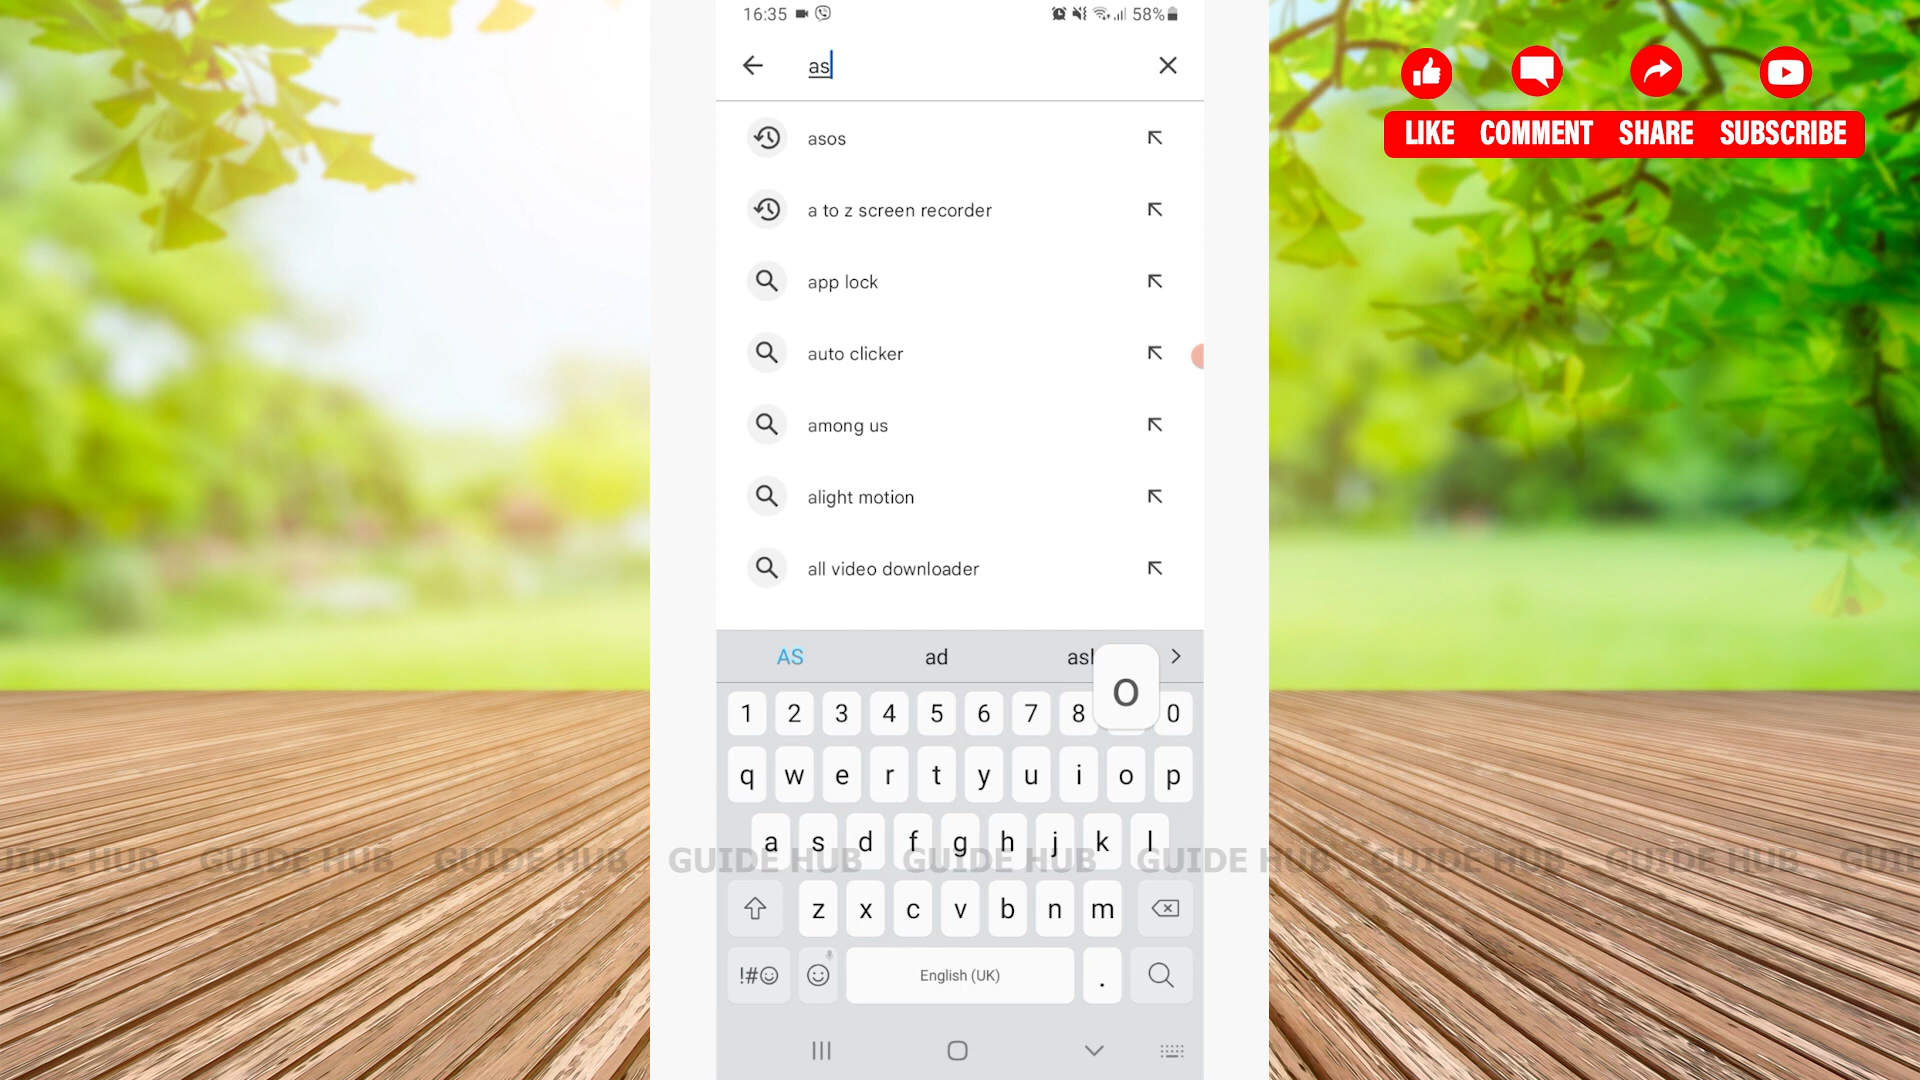 16:35
58%
as
LIKE COMMENT SHARE SUBSCRIBE
asos
a to z screen recorder
app lock
auto clicker
among us
alight motion
all video downloader
AS ad
o
1 2 3 4 5 6 7 8 0
q w e r t y u i o p
a s d f g h j k l
GUIDE HUB GUIDE HUB GUIDE HUB GUIDE HUB GUIDE HUB GUIDE HUB GUIDE HUB
z x c v b n m
!#☺ English (UK) .